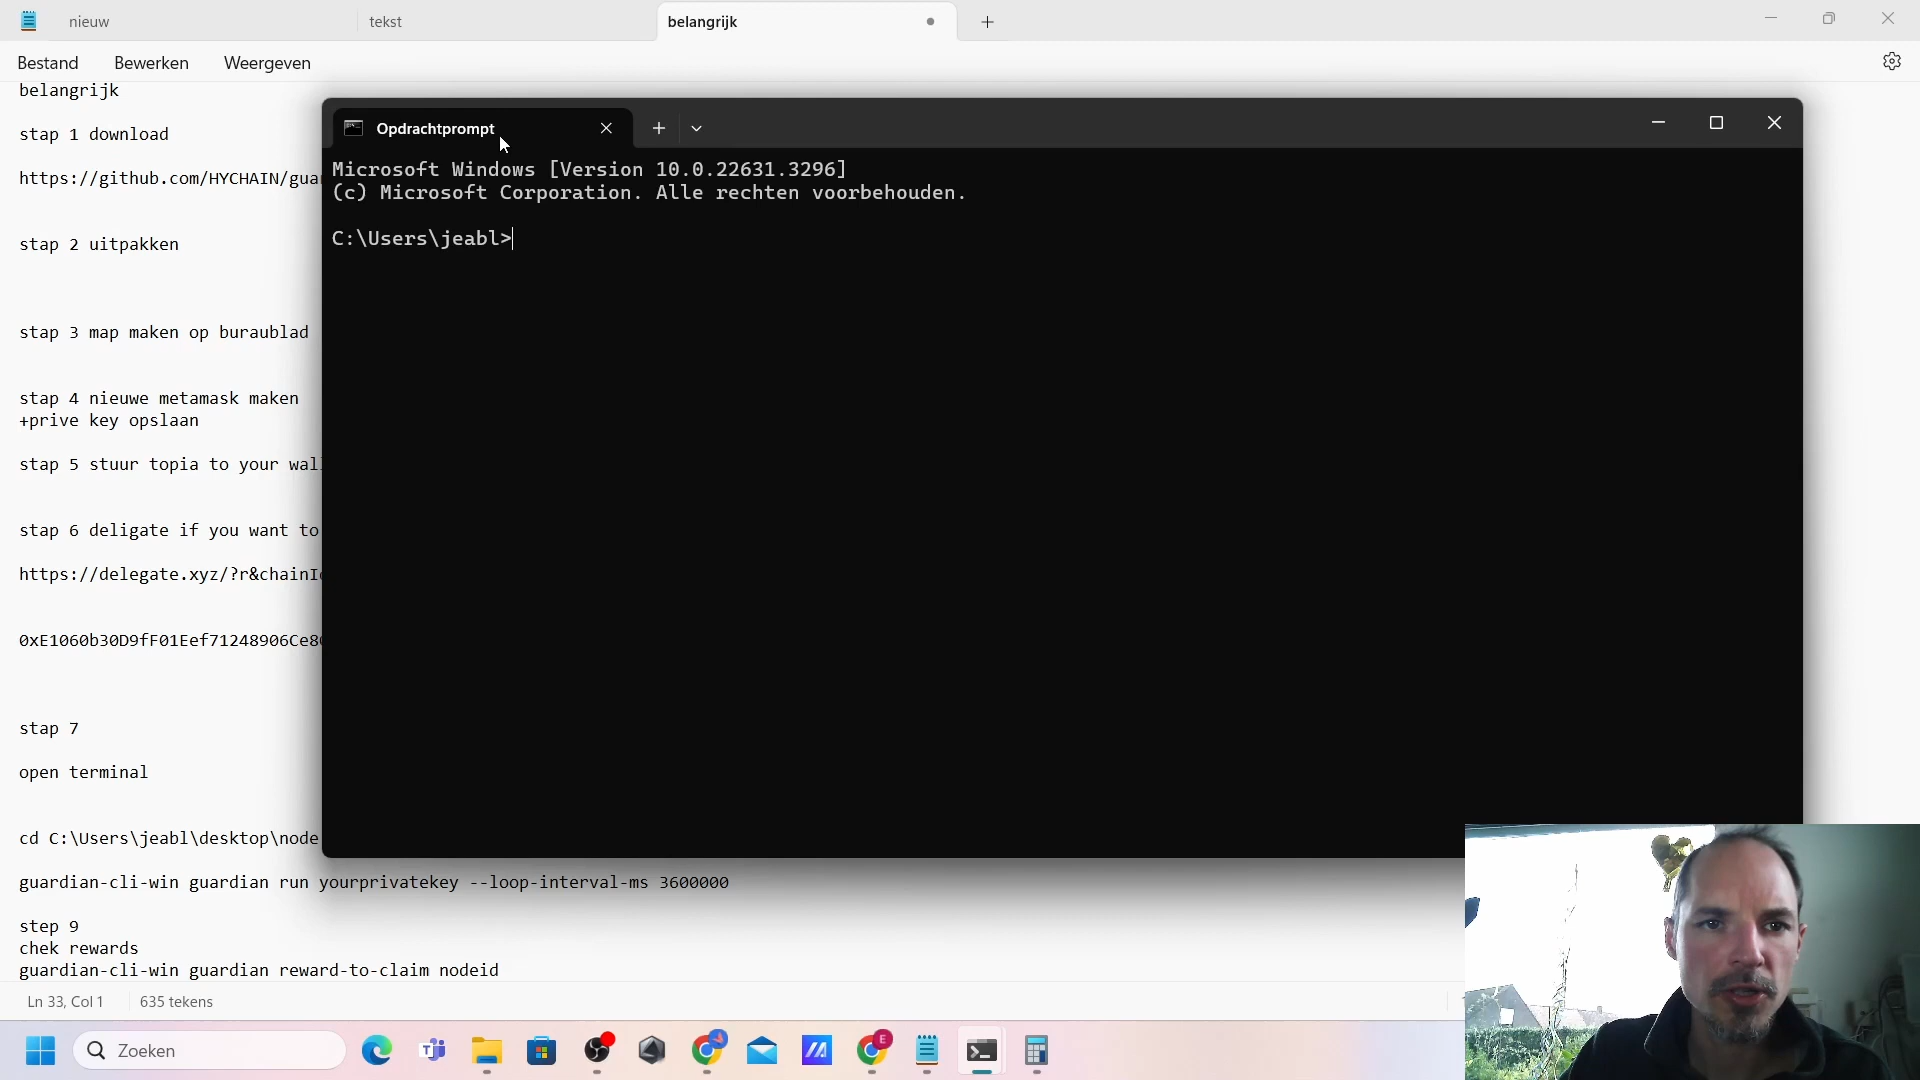 nieuw
tekst
belangrijk
Bestand
Bewerken
Weergeven
belangrijk
stap 1 download
https://github.com/HYCHAIN/gua
stap 2 uitpakken
stap 3 map maken op buraublad
stap 4 nieuwe metamask maken
+prive key opslaan
stap 5 stuur topia to your wal
stap 6 deligate if you want to
https://delegate.xyz/?r&chainI
0xE1060b30D9fF01Eef71248906Ce8
stap 7
open terminal
cd C:\Users\jeabl\desktop\node
guardian-cli-win guardian run yourprivatekey --loop-interval-ms 3600000
step 9
chek rewards
guardian-cli-win guardian reward-to-claim nodeid
Opdrachtprompt
Microsoft Windows [Version 10.0.22631.3296]
(c) Microsoft Corporation. Alle rechten voorbehouden.
C:\Users\jeabl>
Ln 33, Col 1
635 tekens
Zoeken